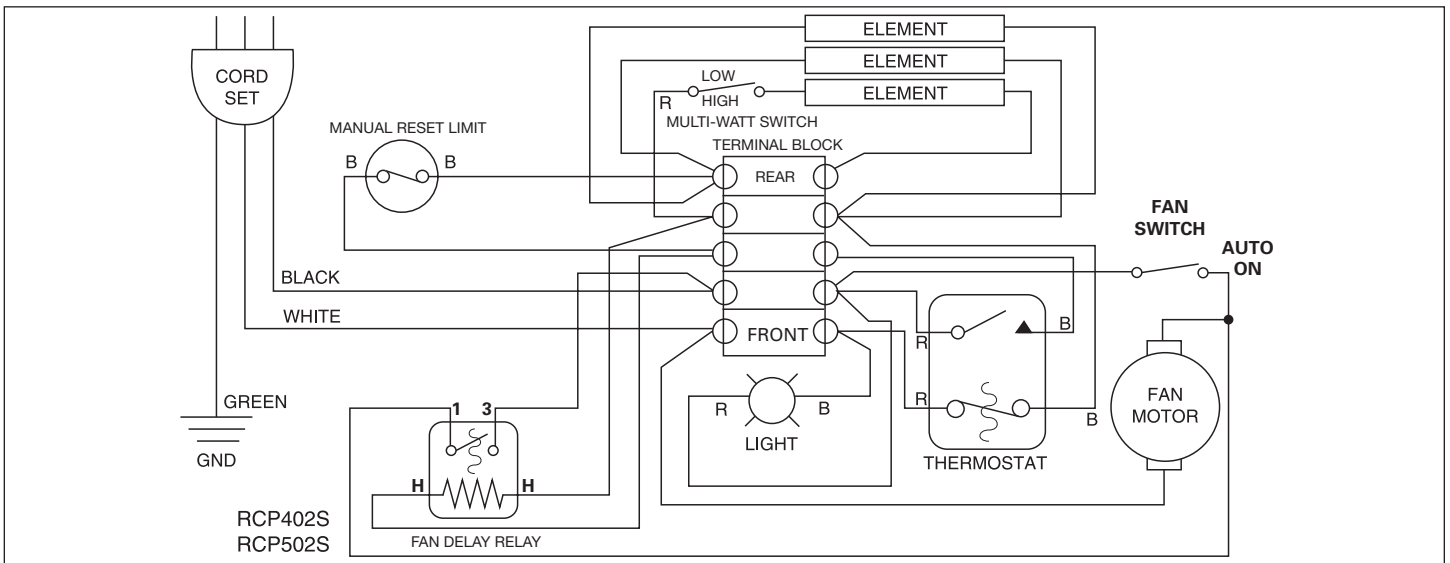 ELEMENT
ELEMENT
ELEMENT
CORD
SET
LOW
HIGH
R
MULTI-WATT SWITCH
MANUAL RESET LIMIT
B
B
TERMINAL BLOCK
REAR
FAN
SWITCH
AUTO
ON
BLACK
WHITE
FRONT
R
B
GREEN
GND
1
3
R
B
LIGHT
R
B
THERMOSTAT
FAN
MOTOR
H
H
RCP402S
RCP502S
FAN DELAY RELAY